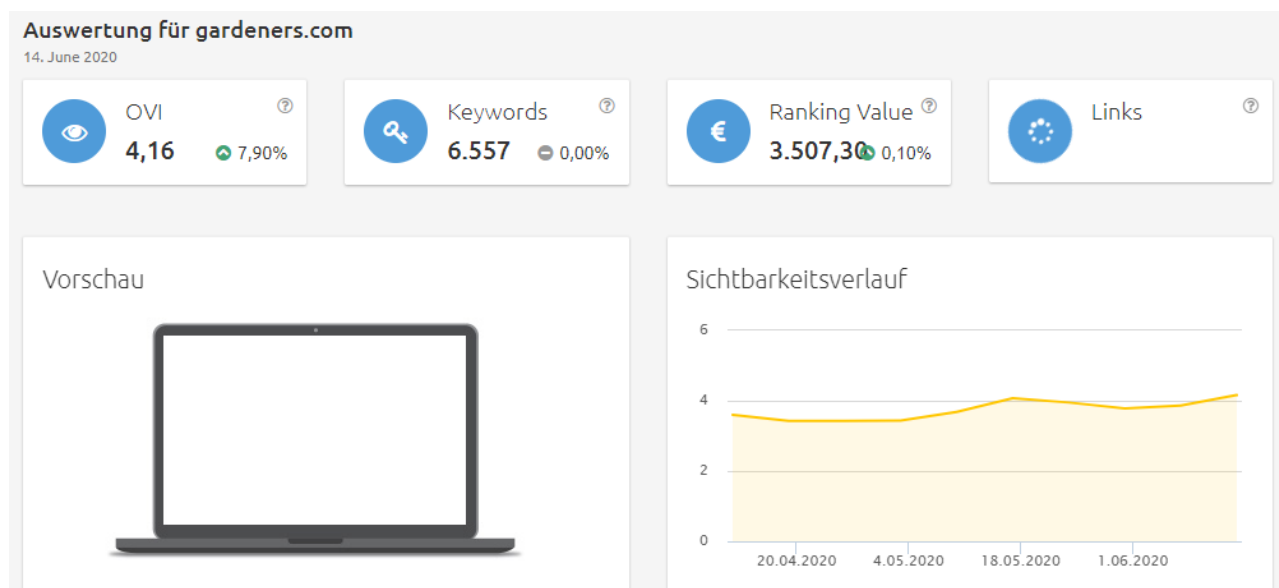 Auswertung für gardeners.com
14. June 2020
OVI ?
4,16 7,90%
Keywords ?
6.557 0,00%
Ranking Value ?
3.507,30 0,10%
Links ?
Vorschau
Sichtbarkeitsverlauf
6
4
2
0
20.04.2020 4.05.2020 18.05.2020 1.06.2020